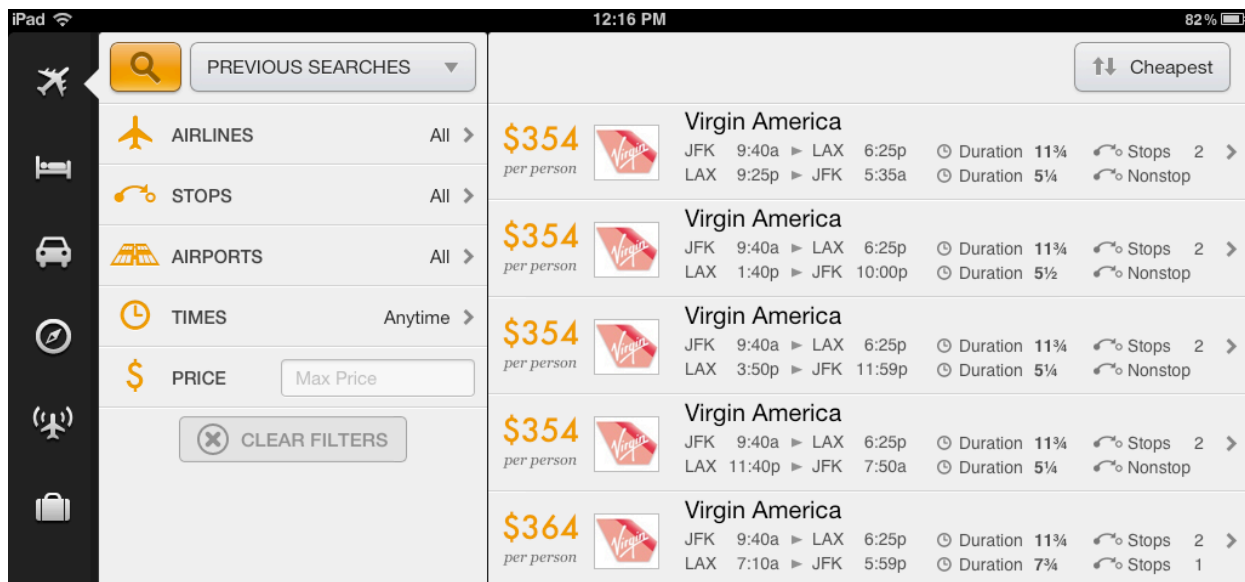 iPad 12:16 PM 82%
PREVIOUS SEARCHES
AIRLINES All
STOPS All
AIRPORTS All
TIMES Anytime
$ PRICE Max Price
CLEAR FILTERS
Cheapest
Virgin America
$354 per person
Virgin
JFK 9:40a ► LAX 6:25p Duration 11¾ Stops 2
LAX 9:25p ► JFK 5:35a Duration 5¼ Nonstop
Virgin America
$354 per person
Virgin
JFK 9:40a ► LAX 6:25p Duration 11¾ Stops 2
LAX 1:40p ► JFK 10:00p Duration 5½ Nonstop
Virgin America
$354 per person
Virgin
JFK 9:40a ► LAX 6:25p Duration 11¾ Stops 2
LAX 3:50p ► JFK 11:59p Duration 5¼ Nonstop
Virgin America
$354 per person
Virgin
JFK 9:40a ► LAX 6:25p Duration 11¾ Stops 2
LAX 11:40p ► JFK 7:50a Duration 5¼ Nonstop
Virgin America
$364 per person
Virgin
JFK 9:40a ► LAX 6:25p Duration 11¾ Stops 2
LAX 7:10a ► JFK 5:59p Duration 7¾ Stops 1